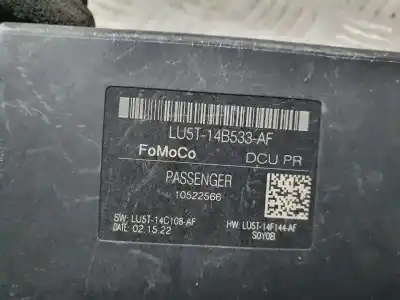 LU5T-14B533-AF
FoMoCo DCU PR
PASSENGER
10522566
SW: LU5T-14C108-AF HW: LU5T-14F144-AF
DATE: 02.15.22 S0Y0B